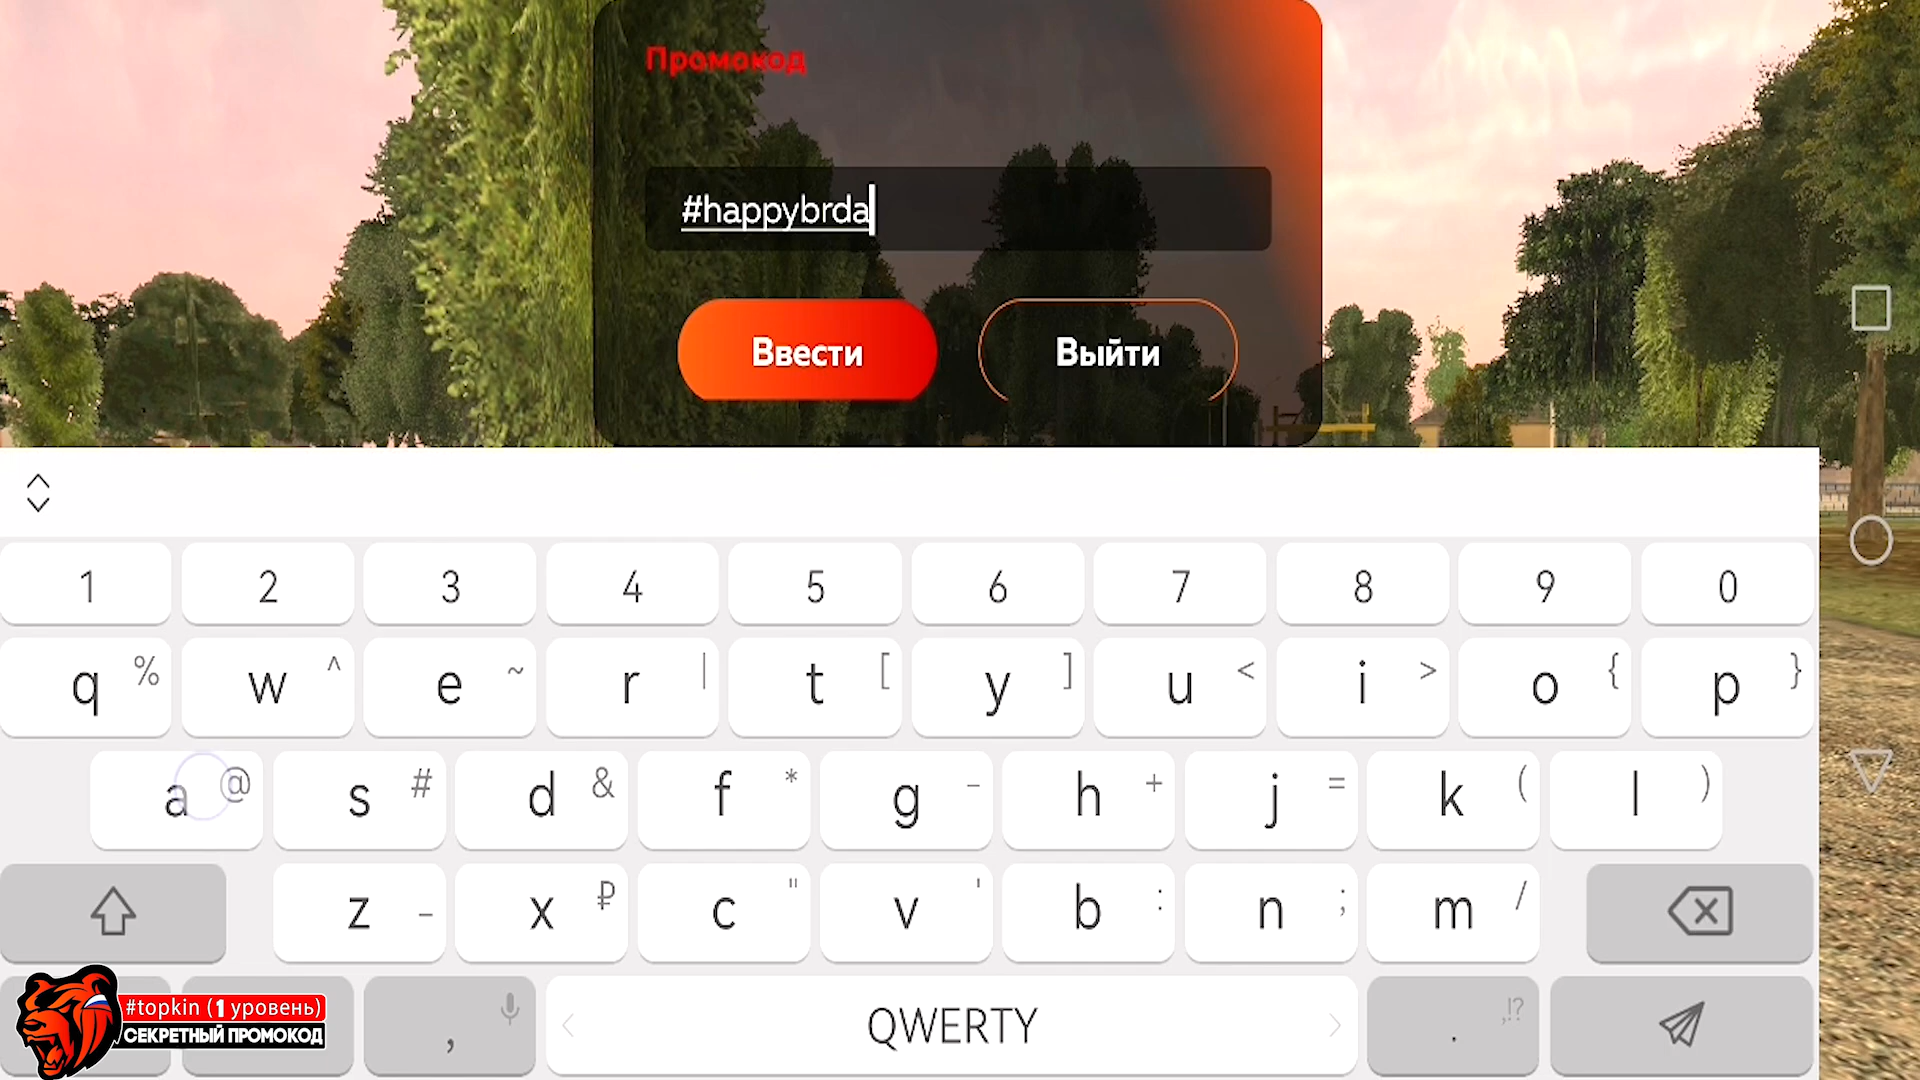 Промокод
#happybrda
Ввести Выйти
1 2 3 4 5 6 7 8 9 0
q % w ^ e ~ r | t [ y ] u < i > o { p }
a @ s # d & f * g - h + j = k ( l )
z _ x ₽ c " v ' b : n ; m /
, QWERTY . ,!?
#topkin (1 уровень)
СЕКРЕТНЫЙ ПРОМОКОД